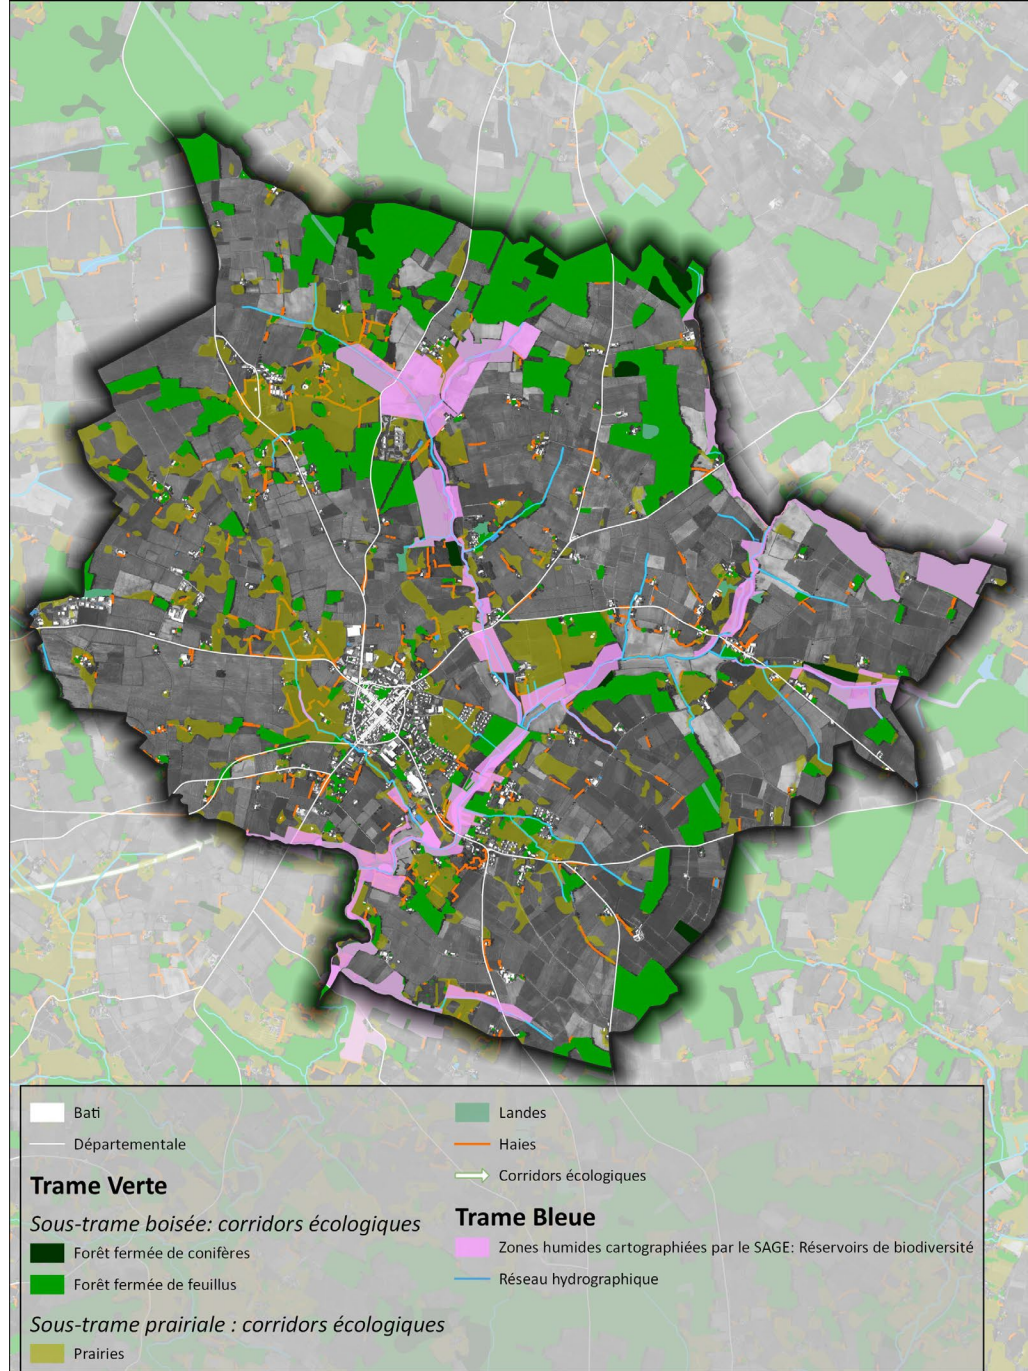 Bati
Départementale
Trame Verte
Sous-trame boisée: corridors écologiques
Forêt fermée de conifères
Forêt fermée de feuillus
Sous-trame prairiale : corridors écologiques
Prairies
Landes
Haies
Corridors écologiques
Trame Bleue
Zones humides cartographiées par le SAGE: Réservoirs de biodiversité
Réseau hydrographique